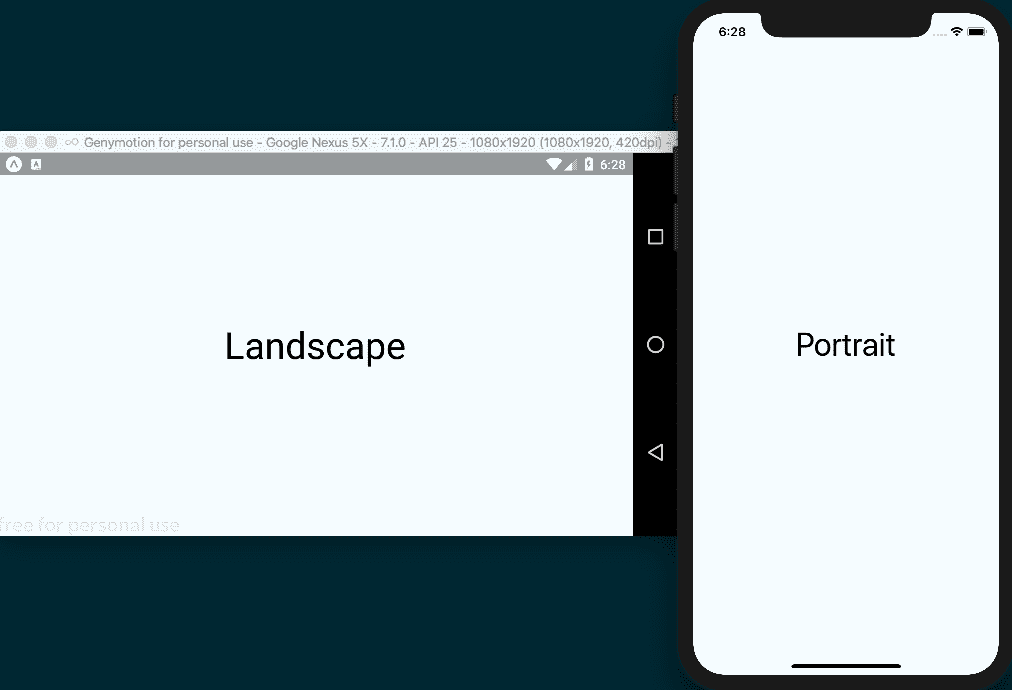 Genymotion for personal use - Google Nexus 5X - 7.1.0 - API 25 - 1080x1920 (1080x1920, 420dpi) -
6:28
Landscape
free for personal use
6:28
Portrait